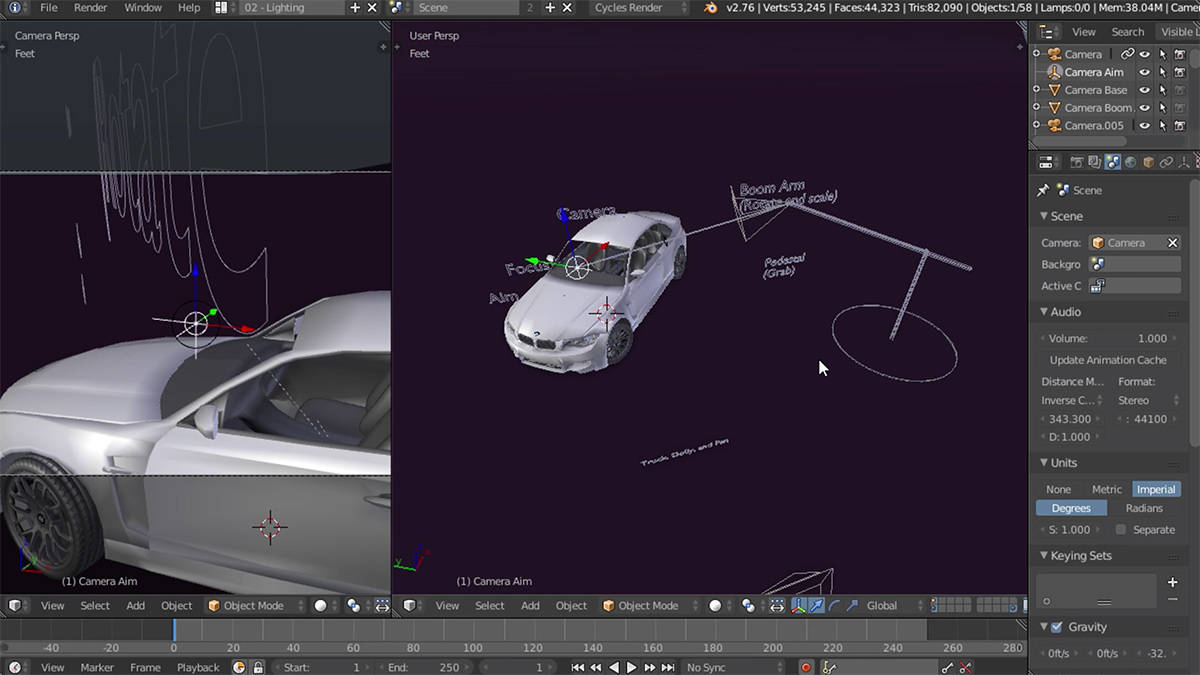 File Render Window Help 02 - Lighting Scene 2 Cycles Render v2.76 | Verts:53,245 | Faces:44,323 | Tris:82,090 | Objects:1/58 | Lamps:0/0 | Mem:38.04M | Came
Camera Persp
Feet
User Persp
Feet
View Search Visible L
Camera
Camera Aim
Camera Base
Camera Boom
Camera.005
Scene
Scene
Camera: Camera
Backgro
Active C
Audio
Volume: 1.000
Update Animation Cache
Distance M... Format:
Inverse C... Stereo
343.300 : 44100
D: 1.000
Units
None Metric Imperial
Degrees Radians
S: 1.000 Separate
Keying Sets
Gravity
0ft/s 0ft/s -32.
Camera
Focus
Aim
Boom Arm
(Rotate and scale)
Pedestal
(Grab)
Truck, Dolly, and Pan
(1) Camera Aim
(1) Camera Aim
View Select Add Object Object Mode
View Select Add Object Object Mode Global
-40 -20 0 20 40 60 80 100 120 140 160 180 200 220 240 260 280
View Marker Frame Playback Start: 1 End: 250 1 No Sync